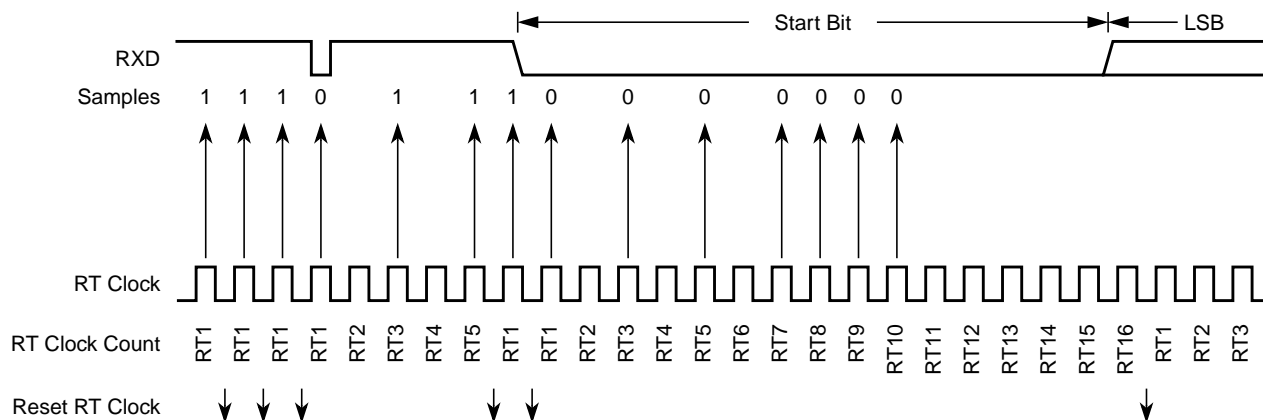 Start Bit LSB
RXD
Samples 1 1 1 0 1 1 1 0 0 0 0 0 0 0
RT Clock
RT Clock Count RT1 RT1 RT1 RT1 RT2 RT3 RT4 RT5 RT1 RT1 RT2 RT3 RT4 RT5 RT6 RT7 RT8 RT9 RT10 RT11 RT12 RT13 RT14 RT15 RT16 RT1 RT2 RT3
Reset RT Clock